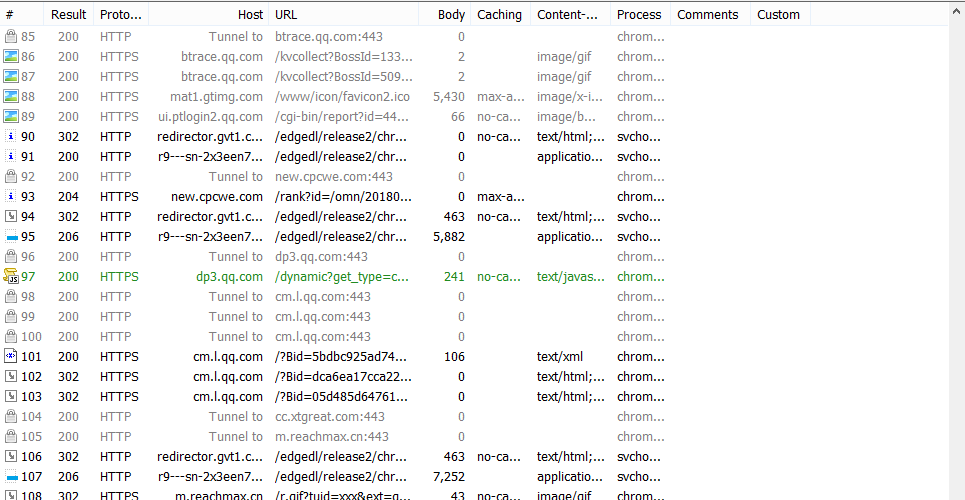 # Result Proto... Host URL Body Caching Content-... Process Comments Custom
85 200 HTTP Tunnel to btrace.qq.com:443 0 chrom...
86 200 HTTPS btrace.qq.com /kvcollect?BossId=133... 2 image/gif chrom...
87 200 HTTPS btrace.qq.com /kvcollect?BossId=509... 2 image/gif chrom...
88 200 HTTPS mat1.gtimg.com /www/icon/favicon2.ico 5,430 max-a... image/x-i... chrom...
89 200 HTTPS ui.ptlogin2.qq.com /cgi-bin/report?id=44... 66 no-ca... image/b... chrom...
90 302 HTTP redirector.gvt1.c... /edgedl/release2/chr... 0 no-ca... text/html;... svcho...
91 200 HTTP r9---sn-2x3een7... /edgedl/release2/chr... 0 applicatio... svcho...
92 200 HTTP Tunnel to new.cpcwe.com:443 0 chrom...
93 204 HTTPS new.cpcwe.com /rank?id=/omn/20180... 0 max-a... chrom...
94 302 HTTP redirector.gvt1.c... /edgedl/release2/chr... 463 no-ca... text/html;... svcho...
95 206 HTTP r9---sn-2x3een7... /edgedl/release2/chr... 5,882 applicatio... svcho...
96 200 HTTP Tunnel to dp3.qq.com:443 0 chrom...
JS 97 200 HTTPS dp3.qq.com /dynamic?get_type=c... 241 no-ca... text/javas... chrom...
98 200 HTTP Tunnel to cm.l.qq.com:443 0 chrom...
99 200 HTTP Tunnel to cm.l.qq.com:443 0 chrom...
100 200 HTTP Tunnel to cm.l.qq.com:443 0 chrom...
101 200 HTTPS cm.l.qq.com /?Bid=5bdbc925ad74... 106 text/xml chrom...
102 302 HTTPS cm.l.qq.com /?Bid=dca6ea17cca22... 0 text/html;... chrom...
103 302 HTTPS cm.l.qq.com /?Bid=05d485d64761... 0 text/html;... chrom...
104 200 HTTP Tunnel to cc.xtgreat.com:443 0 chrom...
105 200 HTTP Tunnel to m.reachmax.cn:443 0 chrom...
106 302 HTTP redirector.gvt1.c... /edgedl/release2/chr... 463 no-ca... text/html;... svcho...
107 206 HTTP r9---sn-2x3een7... /edgedl/release2/chr... 7,252 applicatio... svcho...
108 302 HTTPS m.reachmax.cn /r.gif?tuid=xxx&ext=g... 43 no-ca... image/gif chrom...